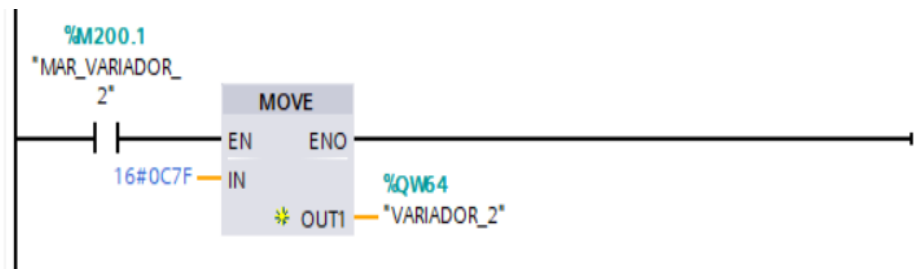 %M200.1
"MAR_VARIADOR_
2"
MOVE
EN ENO
16#0C7F IN
%QW64
OUT1 "VARIADOR_2"